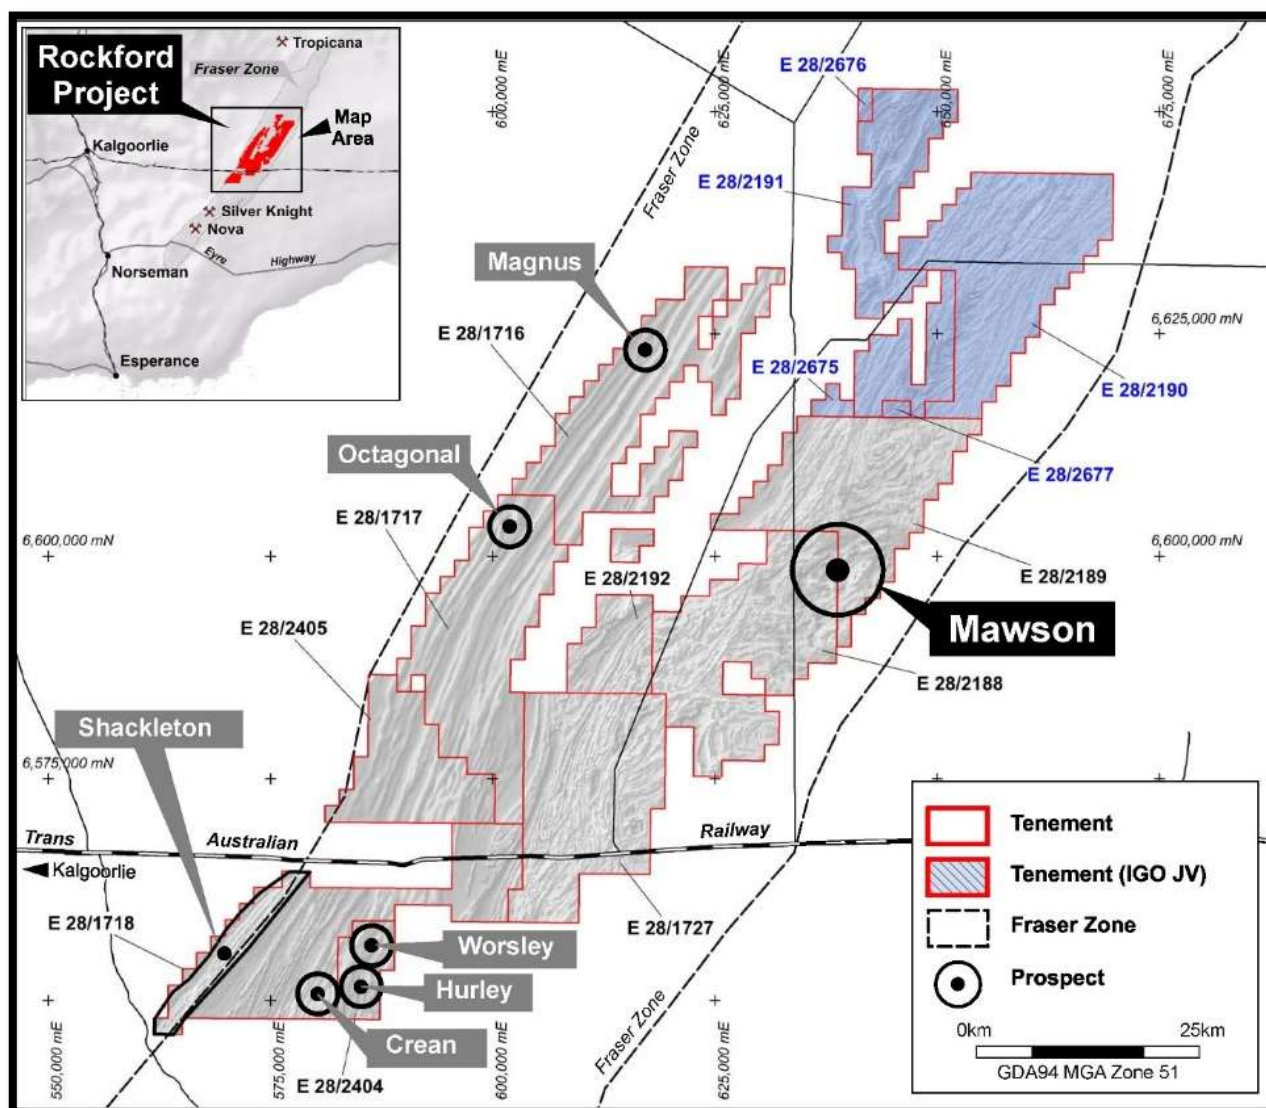 Rockford
Project
Tropicana
Fraser Zone
Map
Area
Kalgoorlie
Silver Knight
Nova
Norseman
Eyre
Highway
Esperance
600,000 mE
625,000 mE
650,000 mE
675,000 mE
E 28/2676
Fraser Zone
E 28/2191
Magnus
E 28/1716
6,625,000 mN
E 28/2675
E 28/2190
Octagonal
E 28/2677
E 28/1717
6,600,000 mN
6,600,000 mN
E 28/2192
E 28/2189
E 28/2405
Mawson
E 28/2188
Shackleton
6,575,000 mN
Trans
Australian
Railway
Kalgoorlie
E 28/1718
E 28/1727
Worsley
Hurley
Crean
550,000 mE
575,000 mE
600,000 mE
625,000 mE
E 28/2404
Fraser Zone
Tenement
Tenement (IGO JV)
Fraser Zone
Prospect
0km
25km
GDA94 MGA Zone 51